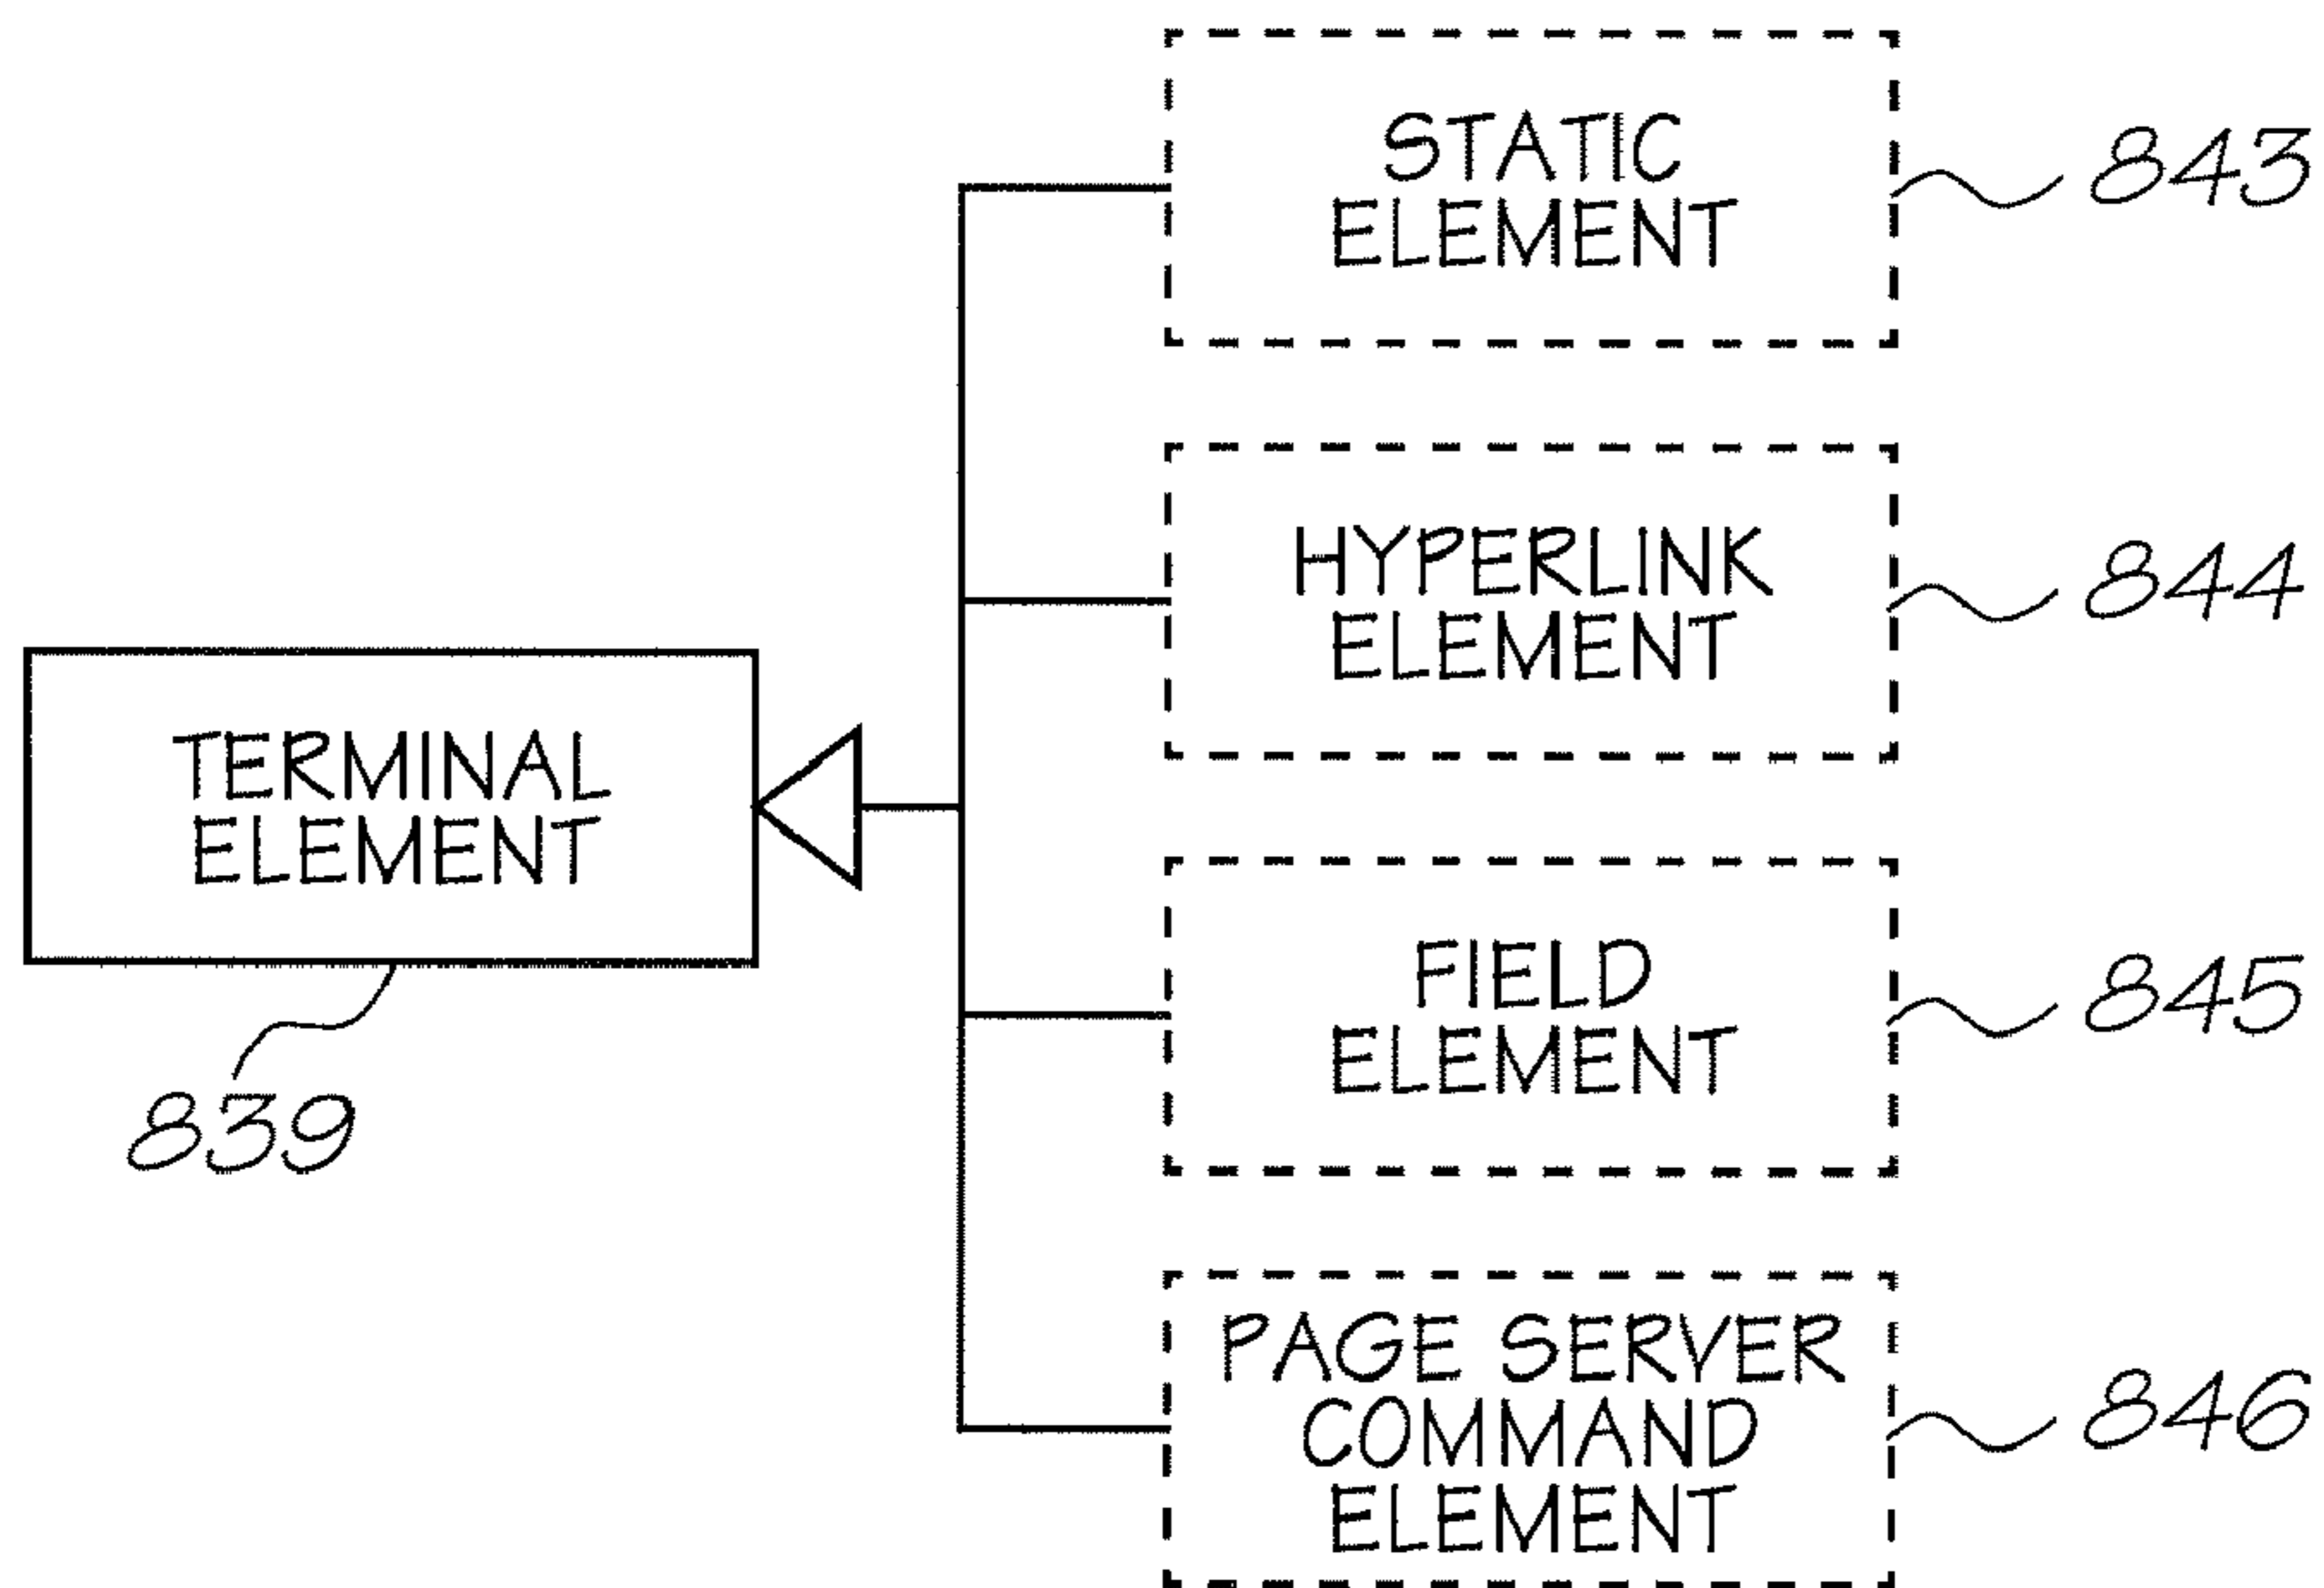 STATIC
ELEMENT
843
HYPERLINK
ELEMENT
844
TERMINAL
ELEMENT
839
FIELD
ELEMENT
845
PAGE SERVER
COMMAND
ELEMENT
846